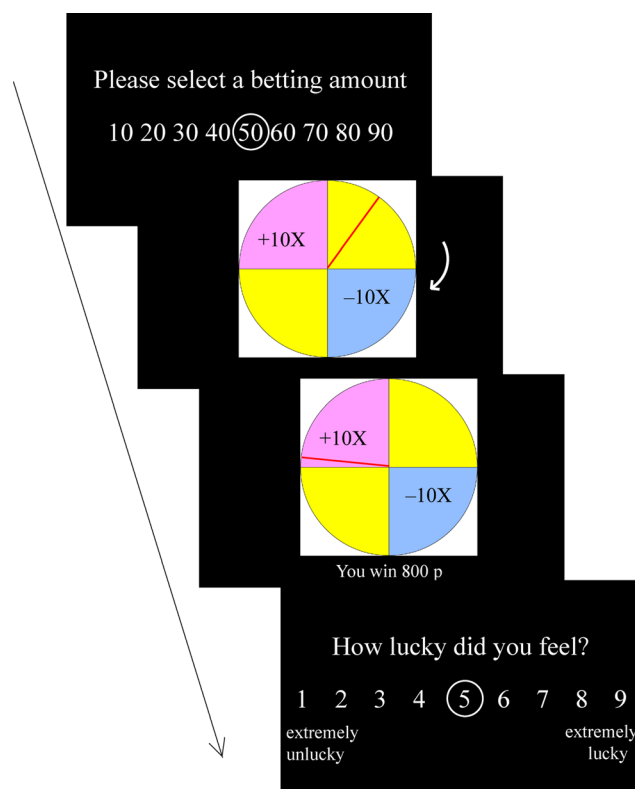 Please select a betting amount
10 20 30 40 50 60 70 80 90
+10X
–10X
+10X
–10X
You win 800 p
How lucky did you feel?
1 2 3 4 5 6 7 8 9
extremely extremely
unlucky lucky